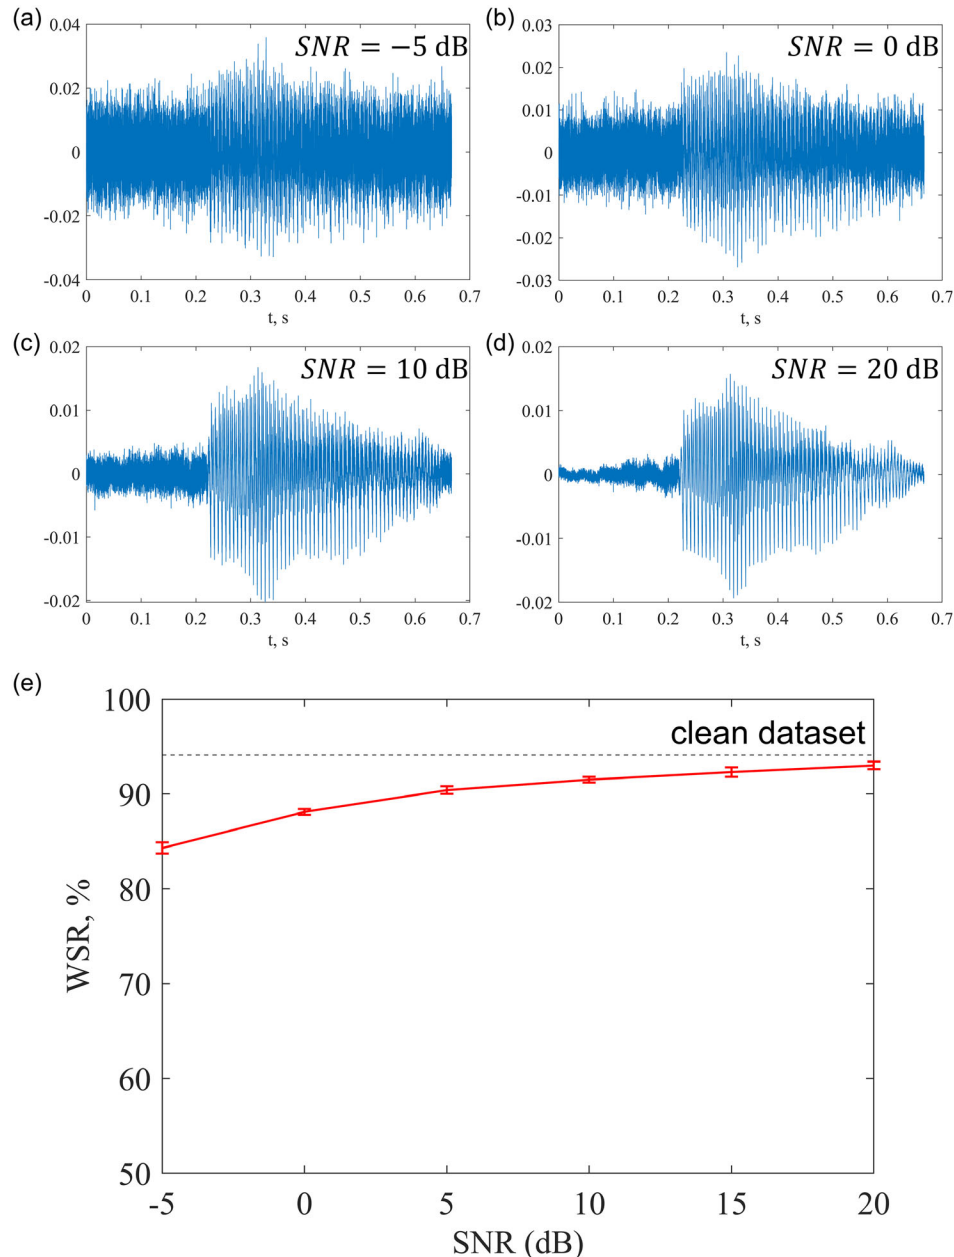 (a)
SNR = −5 dB
0.04
0.02
0
-0.02
-0.04
0 0.1 0.2 0.3 0.4 0.5 0.6 0.7
t, s
(b)
SNR = 0 dB
0.03
0.02
0.01
0
-0.01
-0.02
-0.03
0 0.1 0.2 0.3 0.4 0.5 0.6 0.7
t, s
(c)
SNR = 10 dB
0.02
0.01
0
-0.01
-0.02
0 0.1 0.2 0.3 0.4 0.5 0.6 0.7
t, s
(d)
SNR = 20 dB
0.02
0.01
0
-0.01
-0.02
0 0.1 0.2 0.3 0.4 0.5 0.6 0.7
t, s
(e)
clean dataset
100
90
80
70
60
50
WSR, %
-5 0 5 10 15 20
SNR (dB)